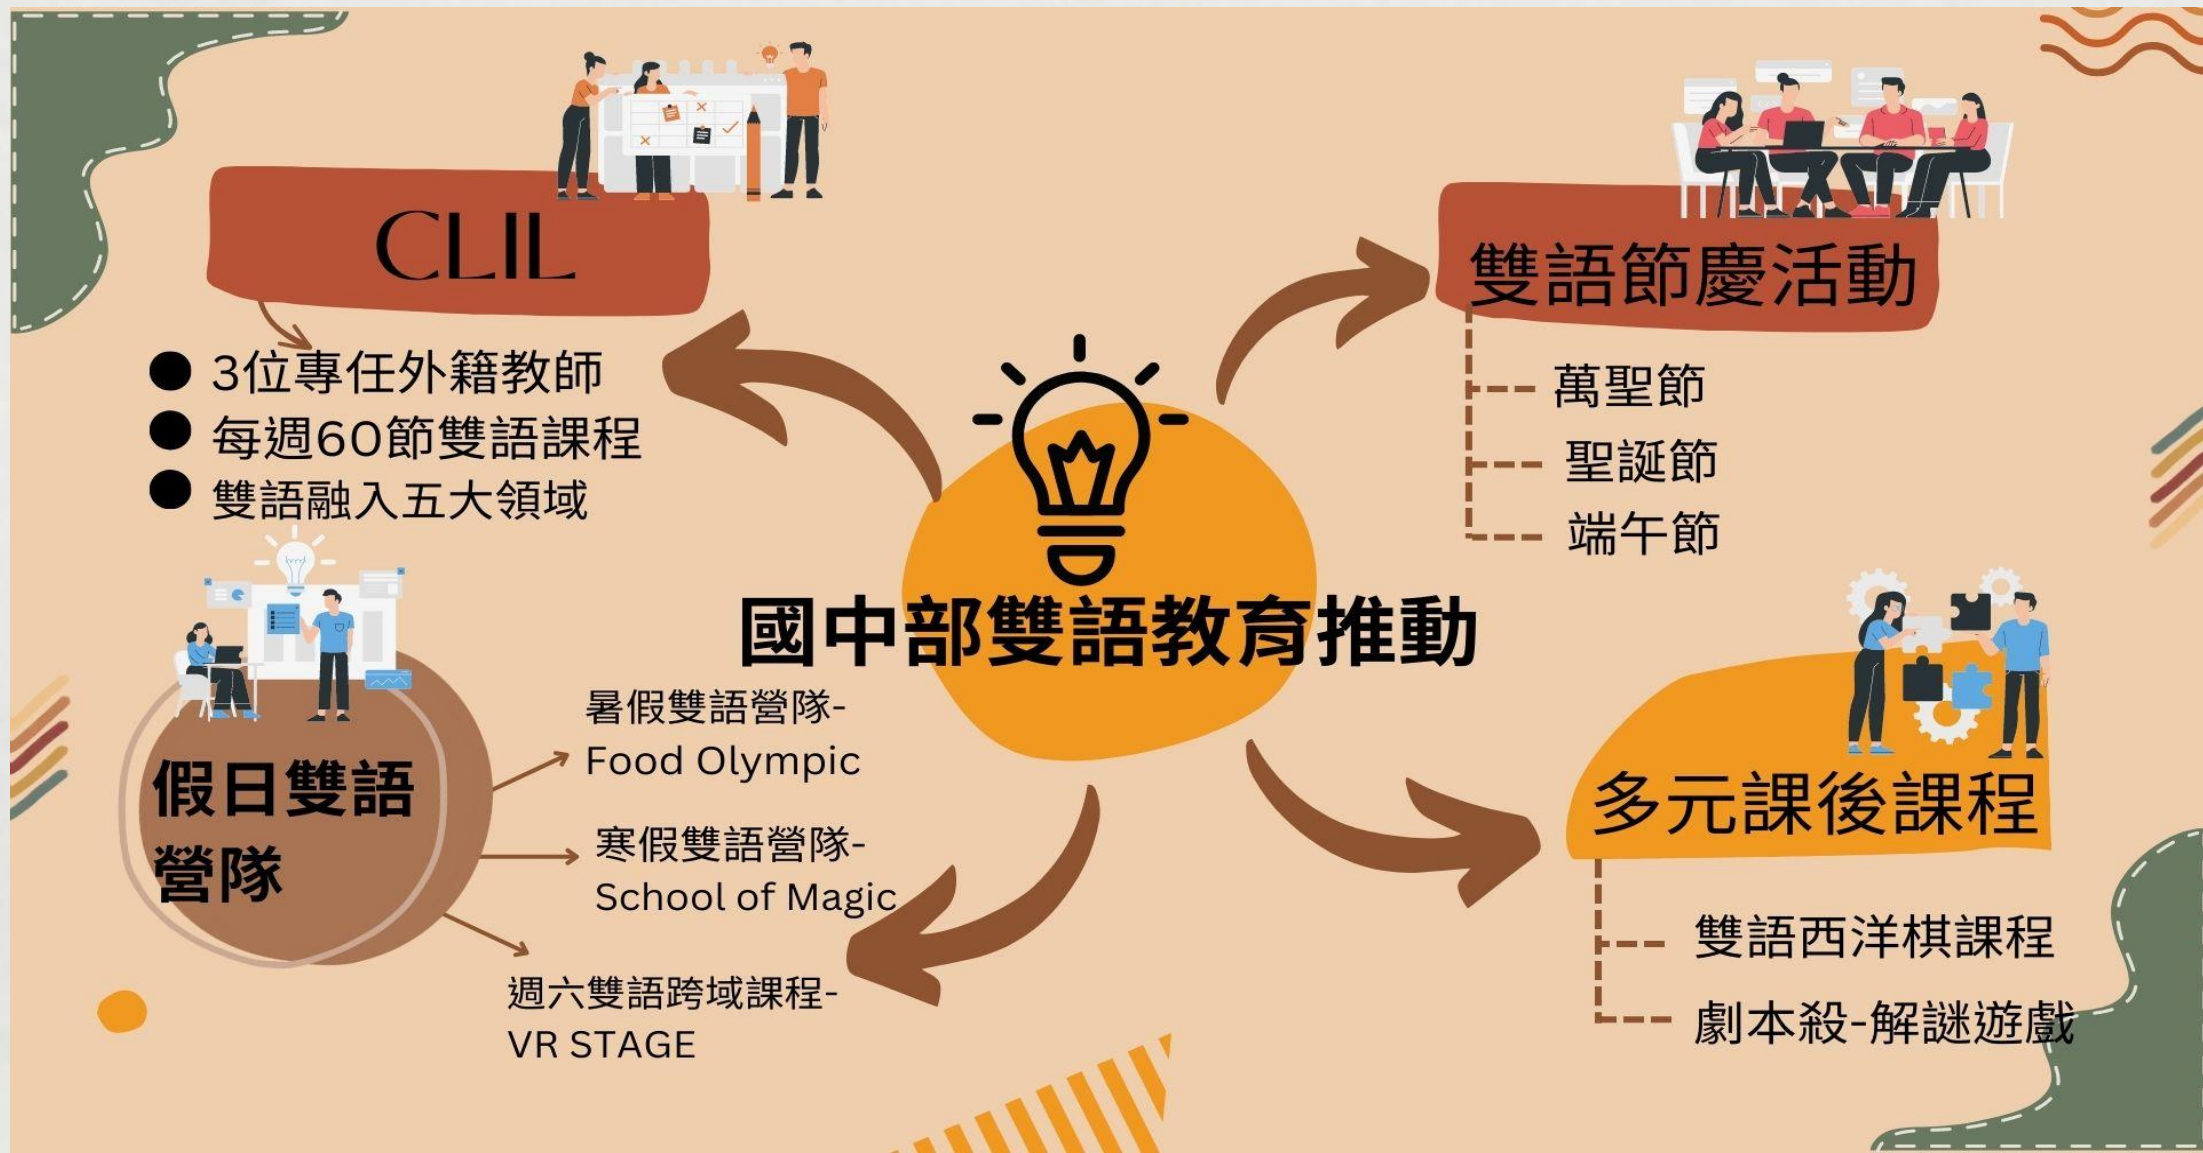 CLIL
3位專任外籍教師
每週60節雙語課程
雙語融入五大領域
雙語節慶活動
萬聖節
聖誕節
端午節
國中部雙語教育推動
假日雙語
營隊
暑假雙語營隊-
Food Olympic
寒假雙語營隊-
School of Magic
週六雙語跨域課程-
VR STAGE
多元課後課程
雙語西洋棋課程
劇本殺-解謎遊戲